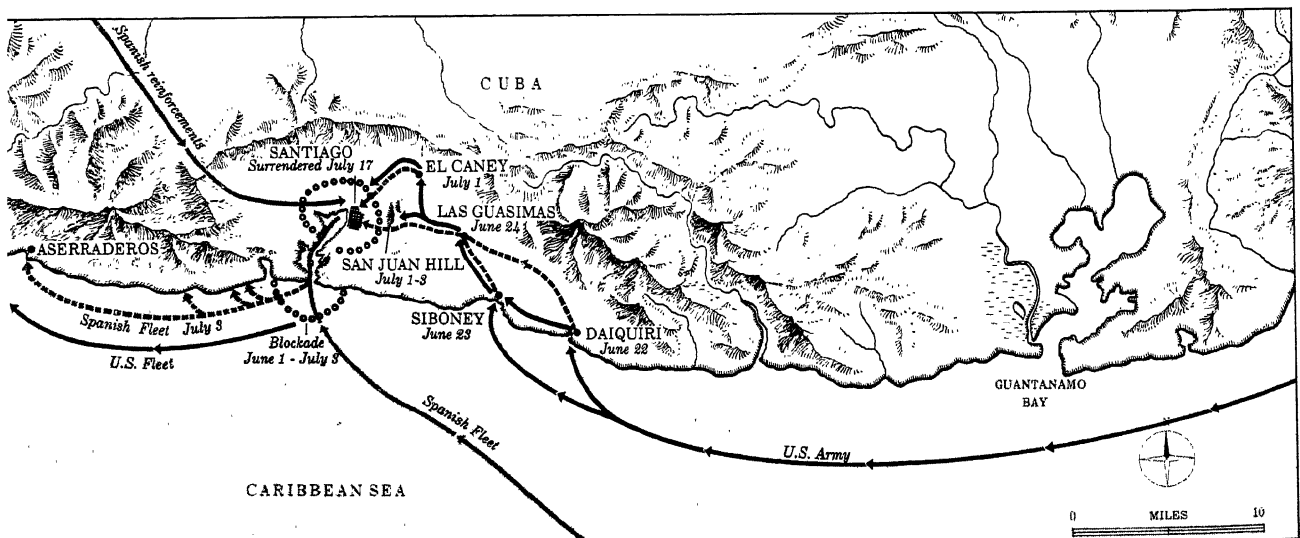 Spanish reinforcements
CUBA
SANTIAGO
Surrendered July 17
EL CANEY
July 1
LAS GUASIMAS
June 24
ASERRADEROS
SAN JUAN HILL
July 1-3
Spanish Fleet July 3
U.S. Fleet
Blockade
June 1 - July 3
SIBONEY
June 23
DAIQUIRI
June 22
GUANTANAMO
BAY
Spanish Fleet
U.S. Army
CARIBBEAN SEA
N
0 MILES 10